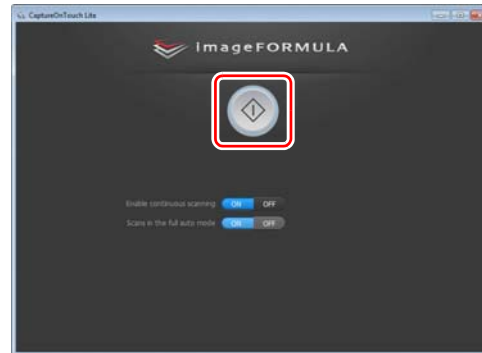 CaptureOnTouch Lite
imageFORMULA
Enable continuous scanning ON OFF
Scans in the full auto mode ON OFF